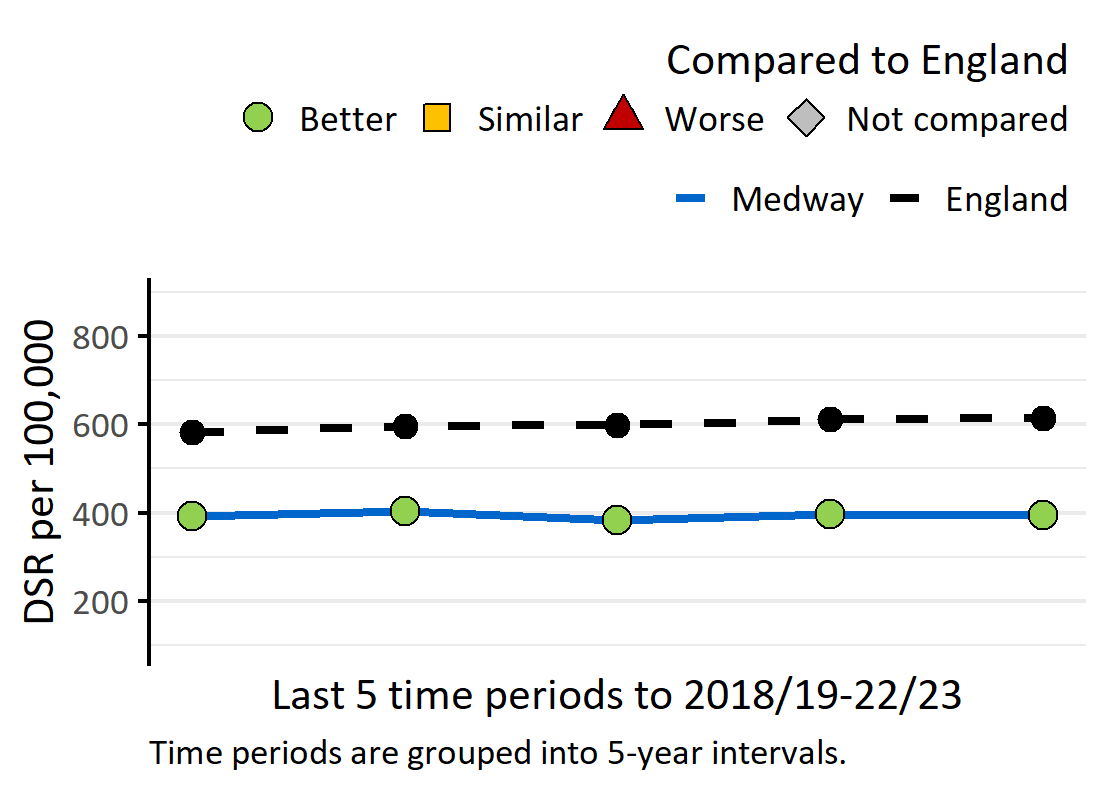 Compared to England
Better Similar Worse Not compared
Medway England
DSR per 100,000
800
600
400
200
Last 5 time periods to 2018/19-22/23
Time periods are grouped into 5-year intervals.